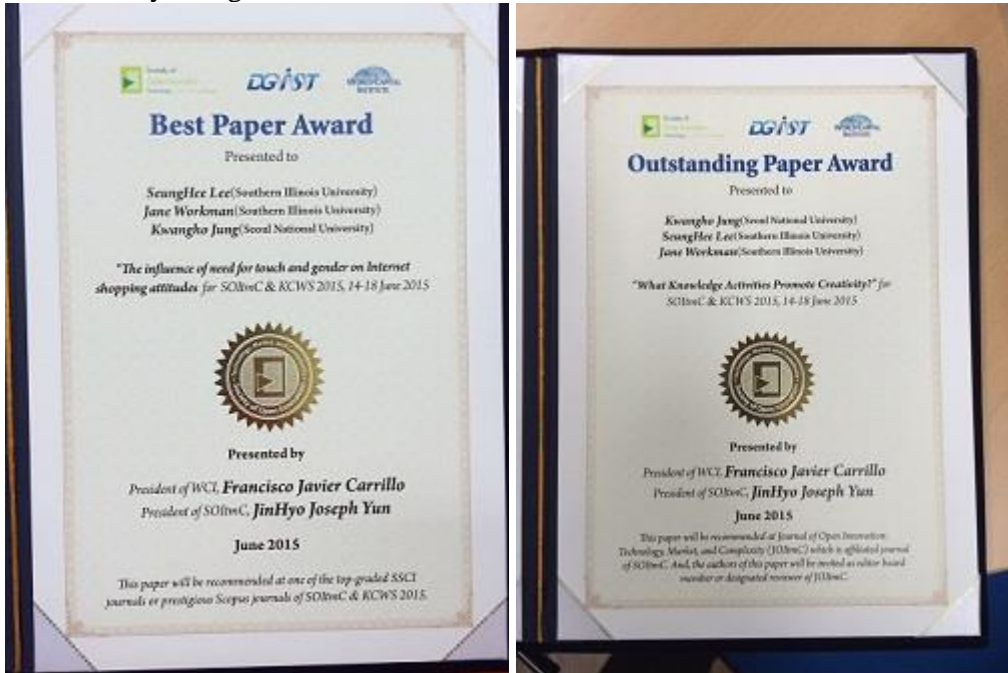 Society of
DGIST
INSTITUTE
Best Paper Award
Presented to
SeungHee Lee(Southern Illinois University)
Jane Workman(Southern Illinois University)
Kwangho Jung(Seoul National University)
"The influence of need for touch and gender on Internet
shopping attitudes for SOItmC & KCWS 2015, 14-18 June 2015
Presented by
President of WCI, Francisco Javier Carrillo
President of SOItmC, JinHyo Joseph Yun
June 2015
This paper will be recommended at one of the top-graded SSCI
journals or prestigious Scopus journals of SOItmC & KCWS 2015.
DGIST
Outstanding Paper Award
Presented to
Kwangho Jung(Seoul National University)
SeungHee Lee(Southern Illinois University)
Jane Workman(Southern Illinois University)
"What Knowledge Activities Promote Creativity?" for
SOItmC & KCWS 2015, 14-18 June 2015
Presented by
President of WCI, Francisco Javier Carrillo
President of SOItmC, JinHyo Joseph Yun
June 2015
This paper will be recommended at Journal of Open Innovation:
Technology, Market, and Complexity (JOItmC) which is affiliated journal
of SOItmC. And, the authors of this paper will be invited as editor board
member or designated reviewer of JOItmC.